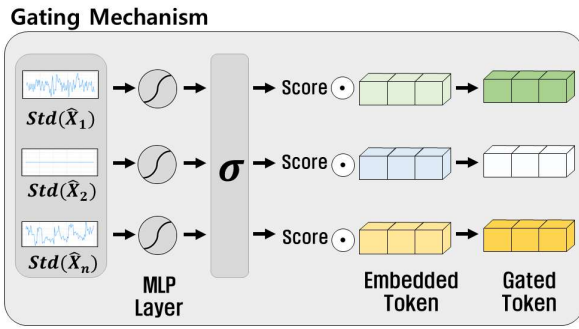 Gating Mechanism
Std(X̂₁)
Score ⊙
Std(X̂₂)
σ
Score ⊙
Std(X̂ₙ)
Score ⊙
MLP
Layer
Embedded
Token
Gated
Token